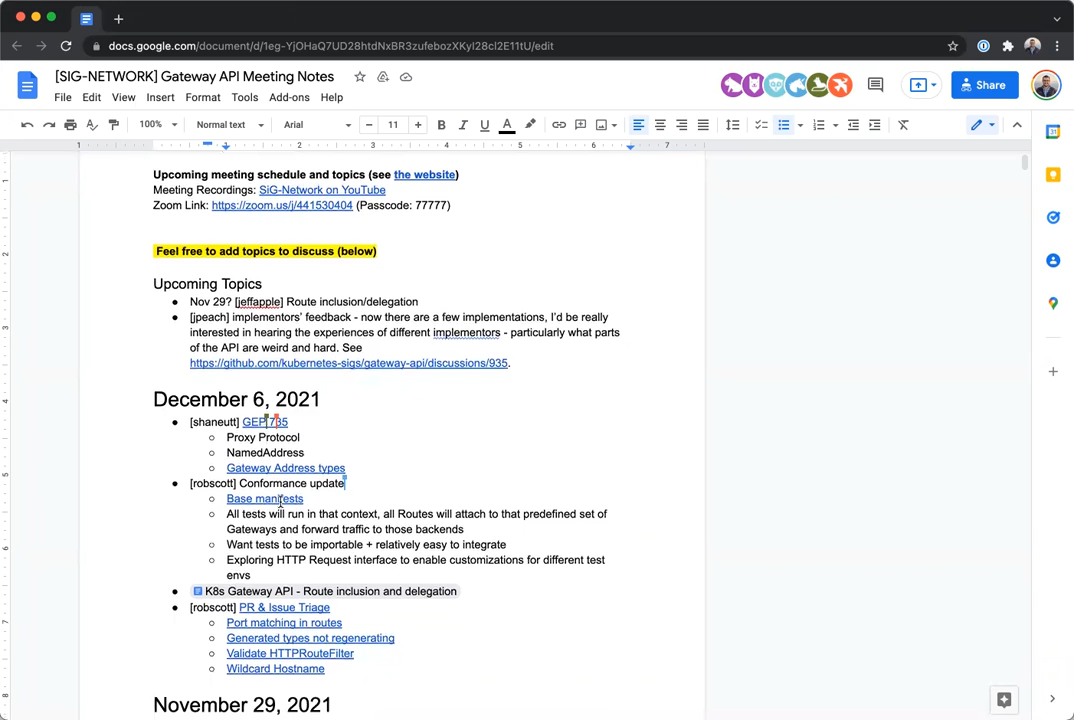 docs.google.com/document/d/1eg-YjOHaQ7UD28htdNxBR3zufebozXKyI28cI2E11tU/edit
[SIG-NETWORK] Gateway API Meeting Notes
File Edit View Insert Format Tools Add-ons Help
Share
100% Normal text Arial 11
1 1 2 3 4 5 6 7
Upcoming meeting schedule and topics (see the website)
Meeting Recordings: SiG-Network on YouTube
Zoom Link: https://zoom.us/j/441530404 (Passcode: 77777)
Feel free to add topics to discuss (below)
Upcoming Topics
Nov 29? [jeffapple] Route inclusion/delegation
[jpeach] implementors' feedback - now there are a few implementations, I'd be really
interested in hearing the experiences of different implementors - particularly what parts
of the API are weird and hard. See
https://github.com/kubernetes-sigs/gateway-api/discussions/935.
December 6, 2021
[shaneutt] GEP 735
Proxy Protocol
NamedAddress
Gateway Address types
[robscott] Conformance update
Base manifests
All tests will run in that context, all Routes will attach to that predefined set of
Gateways and forward traffic to those backends
Want tests to be importable + relatively easy to integrate
Exploring HTTP Request interface to enable customizations for different test
envs
K8s Gateway API - Route inclusion and delegation
[robscott] PR & Issue Triage
Port matching in routes
Generated types not regenerating
Validate HTTPRouteFilter
Wildcard Hostname
November 29, 2021